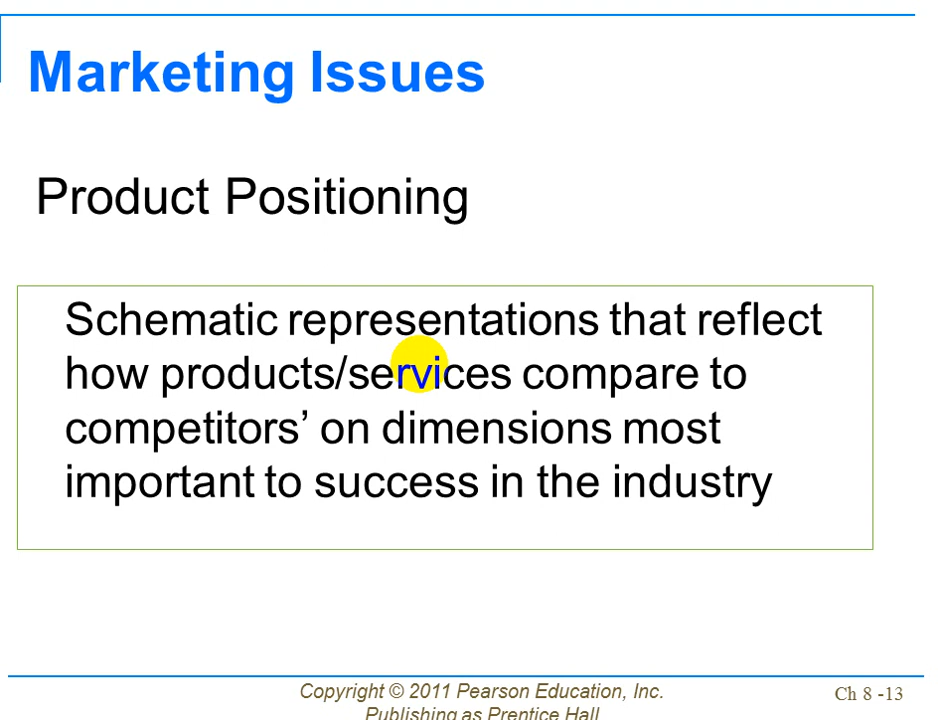 Marketing Issues
Product Positioning
Schematic representations that reflect
how products/services compare to
competitors’ on dimensions most
important to success in the industry
Copyright © 2011 Pearson Education, Inc.
Publishing as Prentice Hall
Ch 8 -13